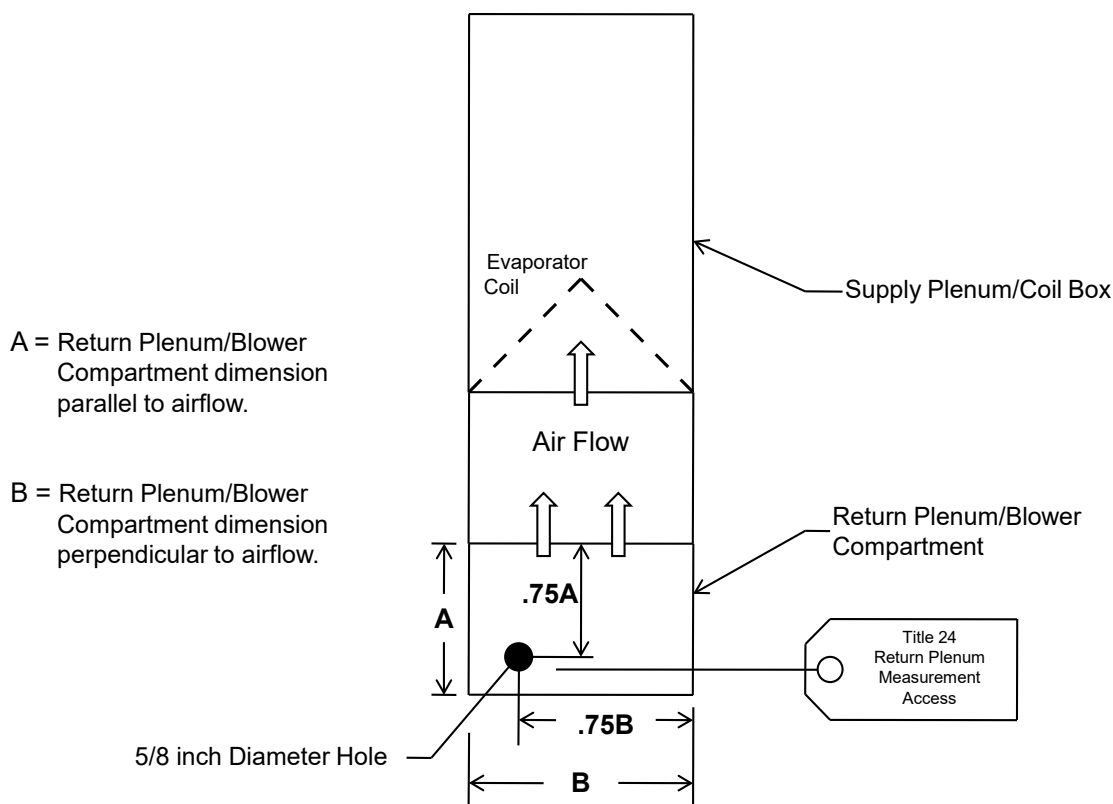 Evaporator
Coil
Supply Plenum/Coil Box
A = Return Plenum/Blower
Compartment dimension
parallel to airflow.
Air Flow
B = Return Plenum/Blower
Compartment dimension
perpendicular to airflow.
Return Plenum/Blower
Compartment
.75A
A
Title 24
Return Plenum
Measurement
Access
.75B
5/8 inch Diameter Hole
B